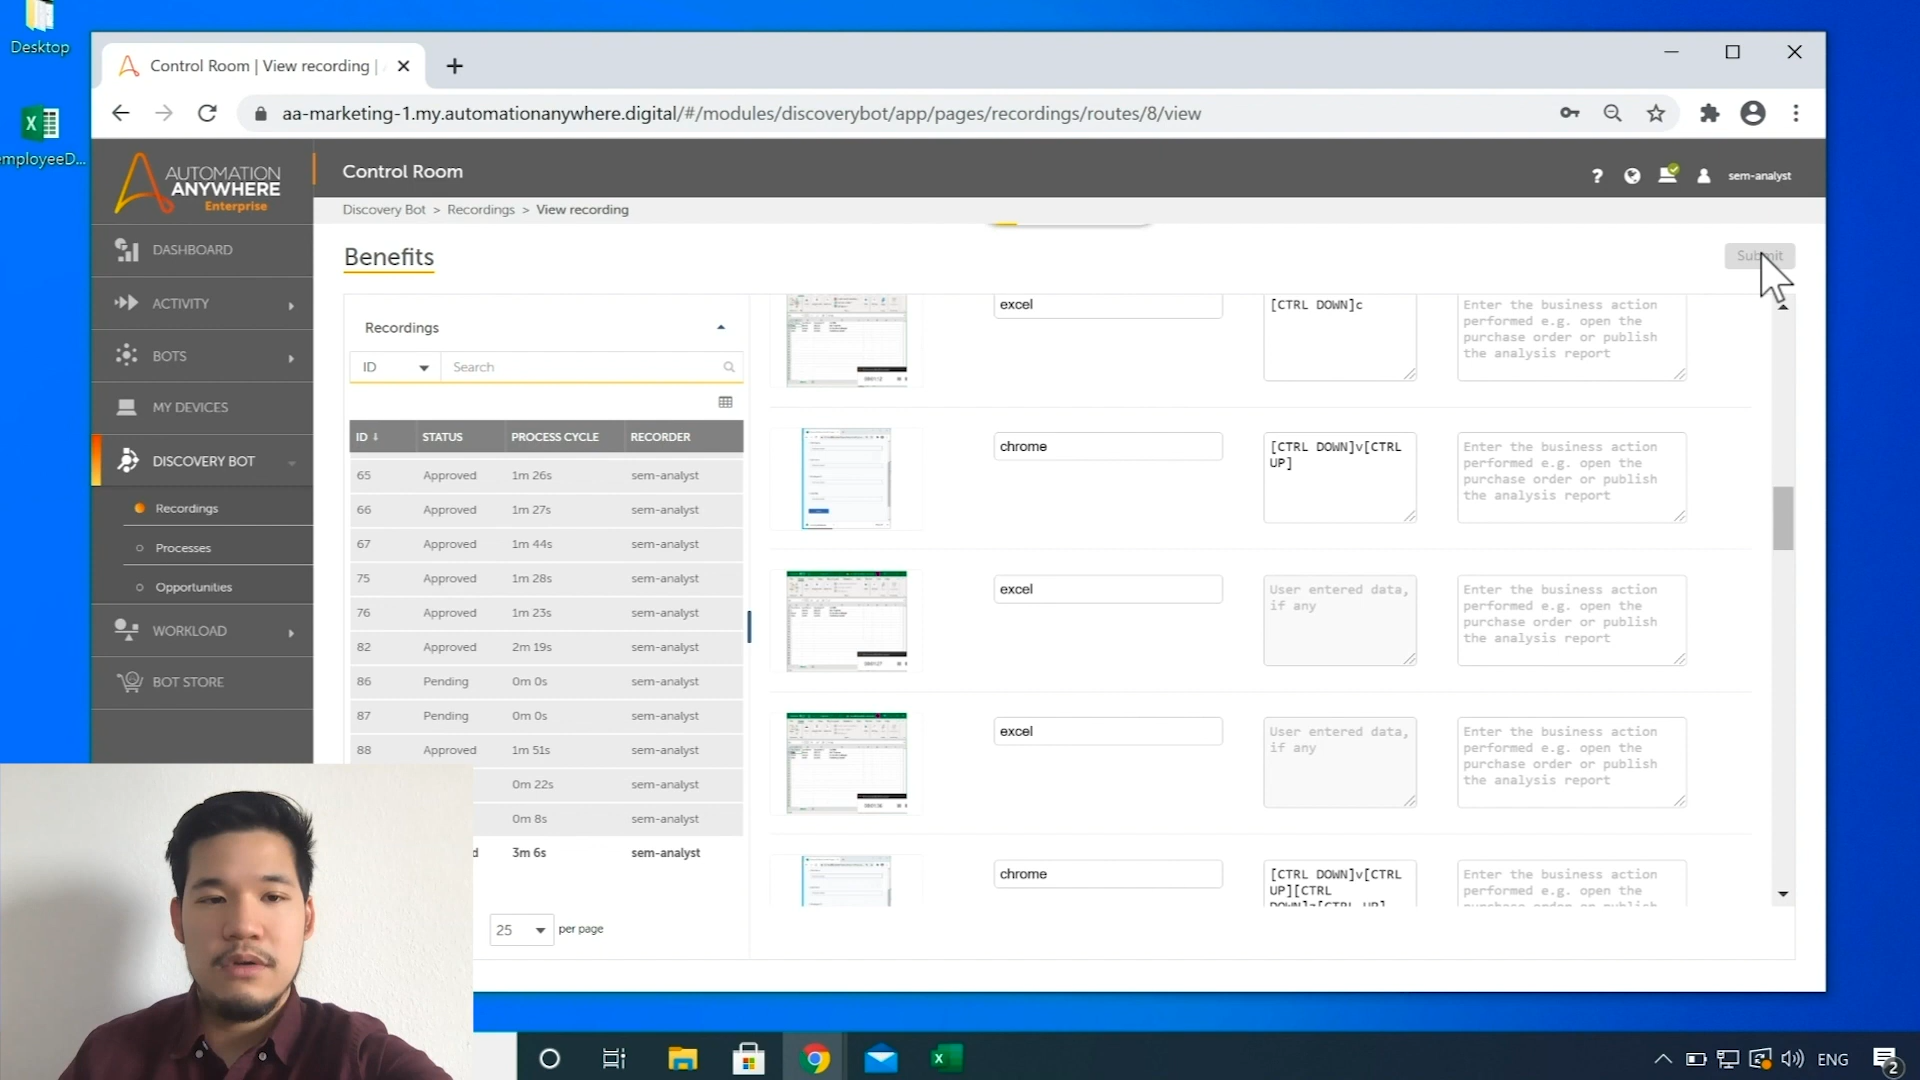 Desktop
mployeeD...
Control Room | View recording |
aa-marketing-1.my.automationanywhere.digital/#/modules/discoverybot/app/pages/recordings/routes/8/view
AUTOMATION
ANYWHERE
Enterprise
Control Room
sem-analyst
Discovery Bot > Recordings > View recording
DASHBOARD
ACTIVITY
BOTS
MY DEVICES
DISCOVERY BOT
Recordings
Processes
Opportunities
WORKLOAD
BOT STORE
Benefits
Submit
Recordings
ID
Search
ID STATUS PROCESS CYCLE RECORDER
65 Approved 1m 26s sem-analyst
66 Approved 1m 27s sem-analyst
67 Approved 1m 44s sem-analyst
75 Approved 1m 28s sem-analyst
76 Approved 1m 23s sem-analyst
82 Approved 2m 19s sem-analyst
86 Pending 0m 0s sem-analyst
87 Pending 0m 0s sem-analyst
88 Approved 1m 51s sem-analyst
0m 22s sem-analyst
0m 8s sem-analyst
d 3m 6s sem-analyst
25 per page
excel
[CTRL DOWN]c
Enter the business action
performed e.g. open the
purchase order or publish
the analysis report
chrome
[CTRL DOWN]v[CTRL
UP]
Enter the business action
performed e.g. open the
purchase order or publish
the analysis report
excel
User entered data,
if any
Enter the business action
performed e.g. open the
purchase order or publish
the analysis report
excel
User entered data,
if any
Enter the business action
performed e.g. open the
purchase order or publish
the analysis report
chrome
[CTRL DOWN]v[CTRL
UP][CTRL
Enter the business action
performed e.g. open the
purchase order or publish
ENG
2